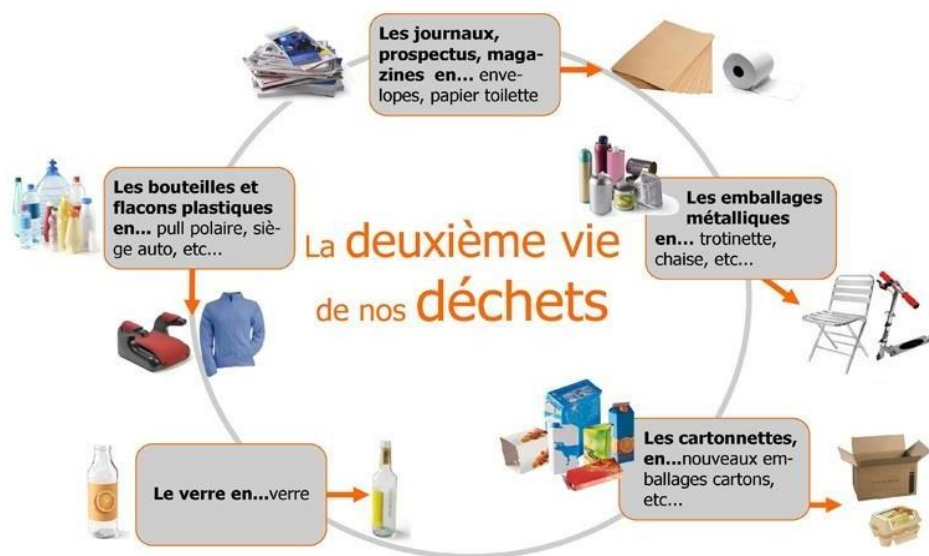 Les journaux,
prospectus, maga-
zines en... enve-
lopes, papier toilette
Les bouteilles et
flacons plastiques
en... pull polaire, siè-
ge auto, etc...
Les emballages
métalliques
en... trotinette,
chaise, etc...
La deuxième vie
de nos déchets
Le verre en...verre
Les cartonnettes,
en...nouveaux em-
ballages cartons,
etc...